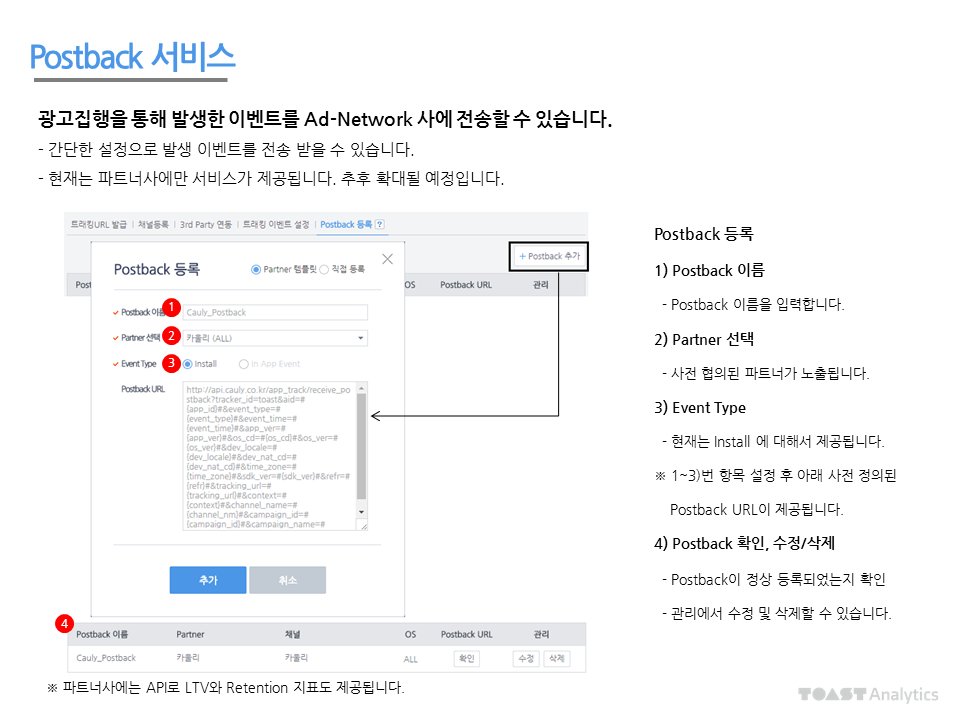 Postback 서비스
광고집행을 통해 발생한 이벤트를 Ad-Network 사에 전송할 수 있습니다.
- 간단한 설정으로 발생 이벤트를 전송 받을 수 있습니다.
- 현재는 파트너사에만 서비스가 제공됩니다. 추후 확대될 예정입니다.
트래킹URL 발급 | 채널등록 | 3rd Party 연동 | 트래킹 이벤트 설정 | Postback 등록 ?
+ Postback 추가
Post OS Postback URL 관리
Postback 등록
Partner 템플릿 직접 등록
Postback 이름 1 Cauly_Postback
Partner 선택 2 카울리 (ALL)
Event Type 3 Install In App Event
Postback URL
http://api.cauly.co.kr/app_track/receive_po
stback?tracker_id=toast&aid=#
{app_id}#&event_type=#
{event_type}#&event_time=#
{event_time}#&app_ver=#
{app_ver}#&os_cd=#{os_cd}#&os_ver=#
{os_ver}#&dev_locale=#
{dev_locale}#&dev_nat_cd=#
{dev_nat_cd}#&time_zone=#
{time_zone}#&sdk_ver=#{sdk_ver}#&refr=#
{refr}#&tracking_url=#
{tracking_url}#&context=#
{context}#&channel_name=#
{channel_nm}#&campaign_id=#
{campaign_id}#&campaign_name=#
추가 취소
4
Postback 이름 Partner 채널 OS Postback URL 관리
Cauly_Postback 카울리 카울리 ALL 확인 수정 삭제
※ 파트너사에는 API로 LTV와 Retention 지표도 제공됩니다.
Postback 등록
1) Postback 이름
- Postback 이름을 입력합니다.
2) Partner 선택
- 사전 협의된 파트너가 노출됩니다.
3) Event Type
- 현재는 Install 에 대해서 제공됩니다.
※ 1~3)번 항목 설정 후 아래 사전 정의된
Postback URL이 제공됩니다.
4) Postback 확인, 수정/삭제
- Postback이 정상 등록되었는지 확인
- 관리에서 수정 및 삭제할 수 있습니다.
TOAST Analytics